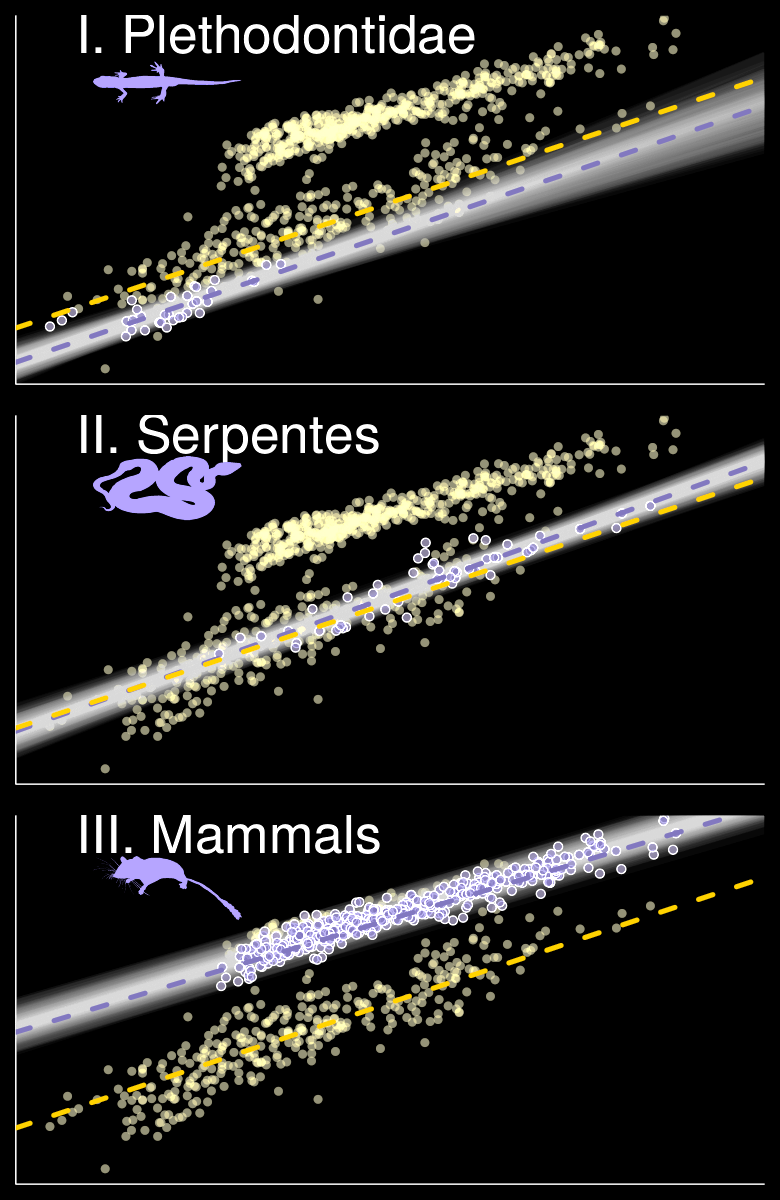 I. Plethodontidae
II. Serpentes
III. Mammals